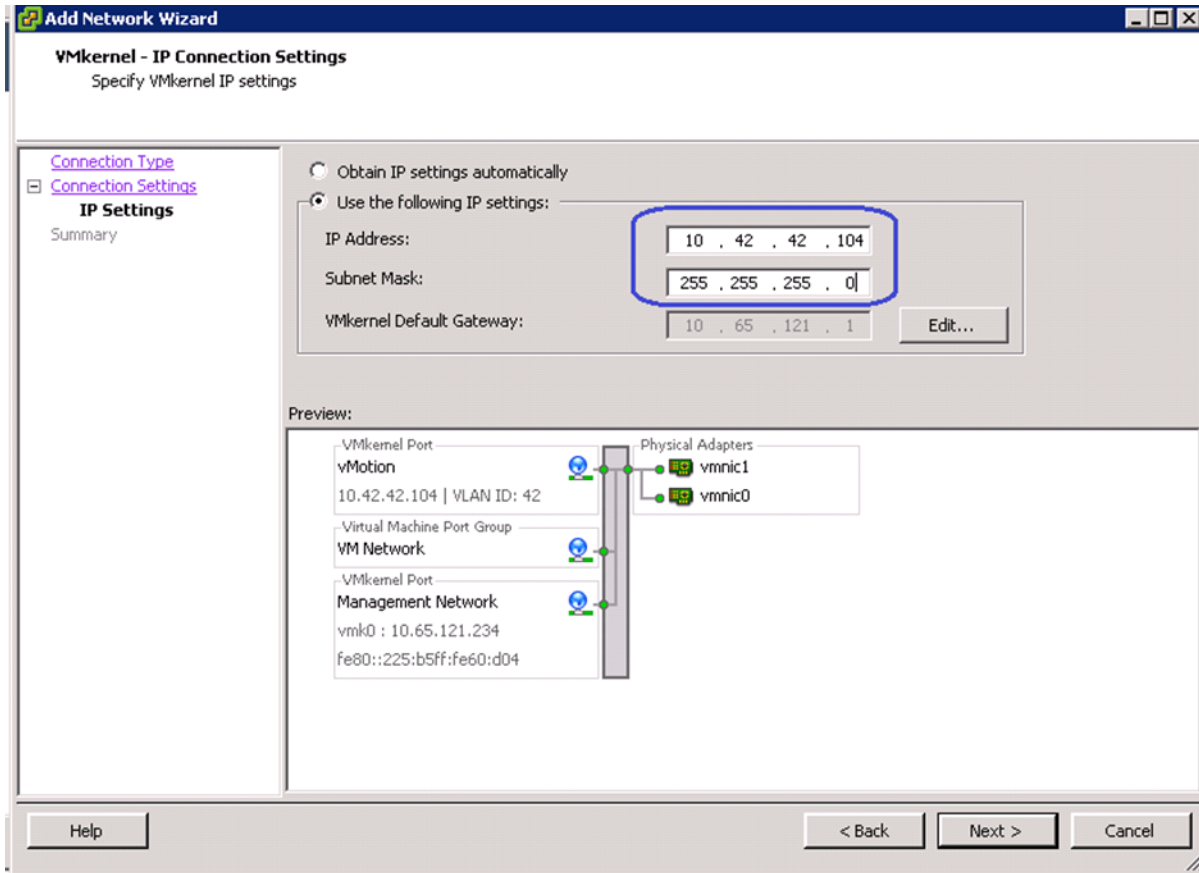 Add Network Wizard
VMkernel - IP Connection Settings
Specify VMkernel IP settings
Connection Type
Connection Settings
IP Settings
Summary
Obtain IP settings automatically
Use the following IP settings:
IP Address:
10 . 42 . 42 . 104
Subnet Mask:
255 . 255 . 255 . 0
VMkernel Default Gateway:
10 . 65 . 121 . 1
Edit...
Preview:
VMkernel Port
vMotion
10.42.42.104 | VLAN ID: 42
Virtual Machine Port Group
VM Network
VMkernel Port
Management Network
vmk0 : 10.65.121.234
fe80::225:b5ff:fe60:d04
Physical Adapters
vmnic1
vmnic0
Help
< Back
Next >
Cancel